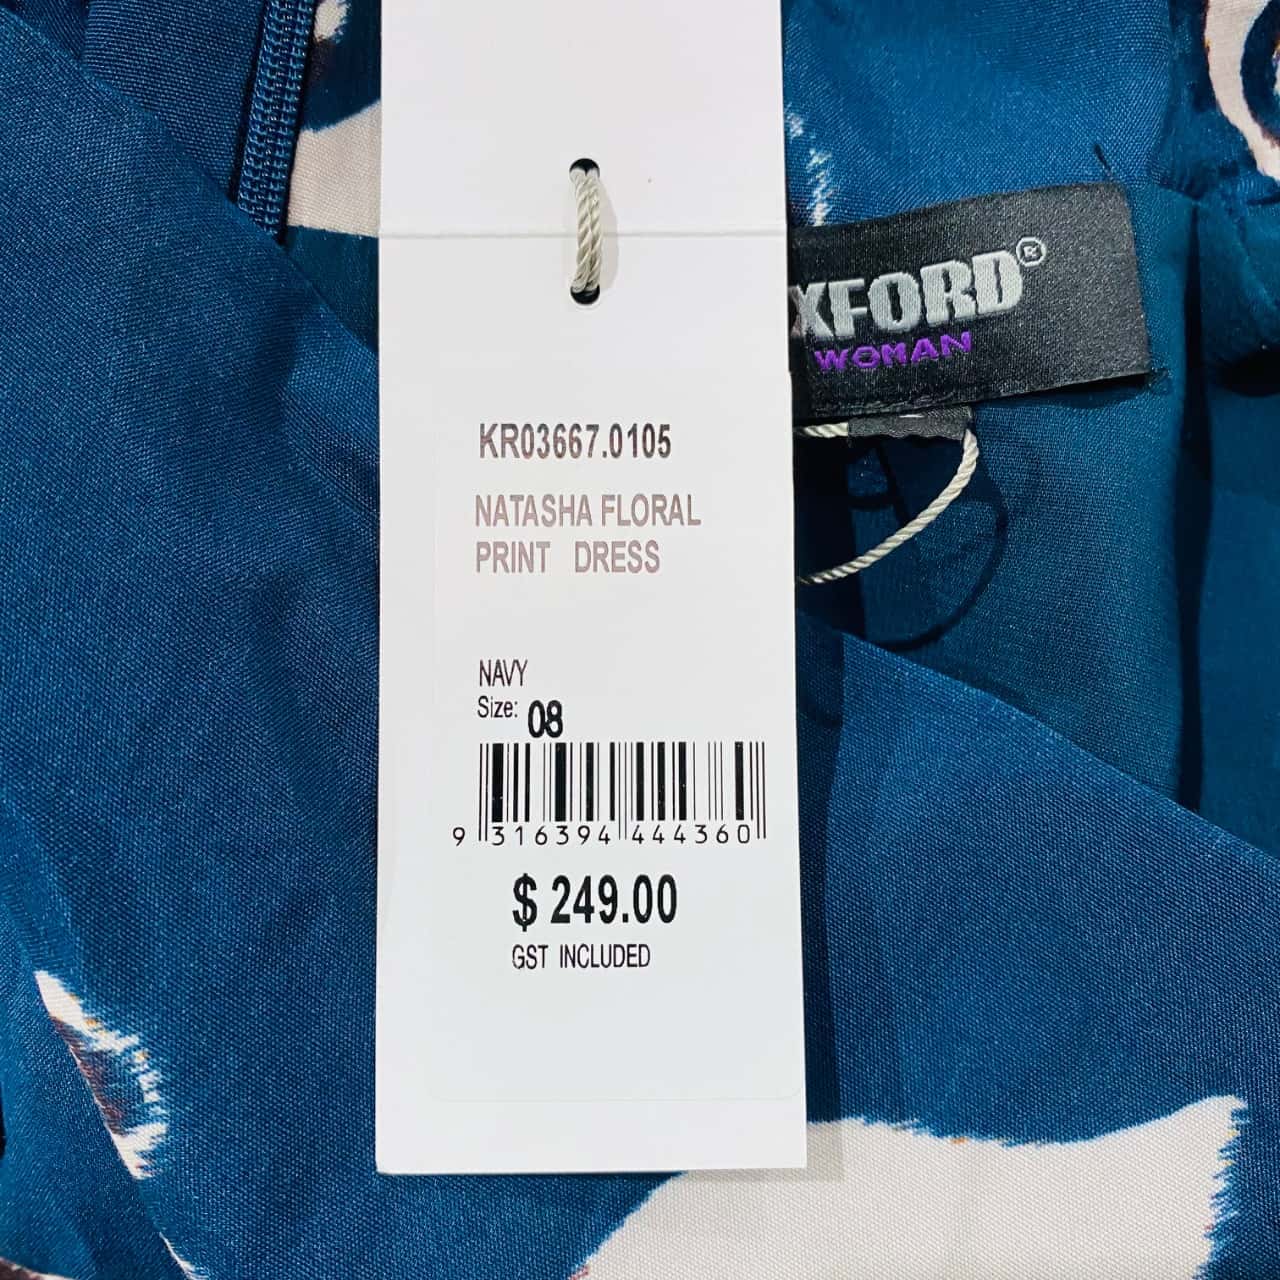 XFORD®
WOMAN
KR03667.0105
NATASHA FLORAL
PRINT DRESS
NAVY
Size: 08
9 316394 444360
$ 249.00
GST INCLUDED